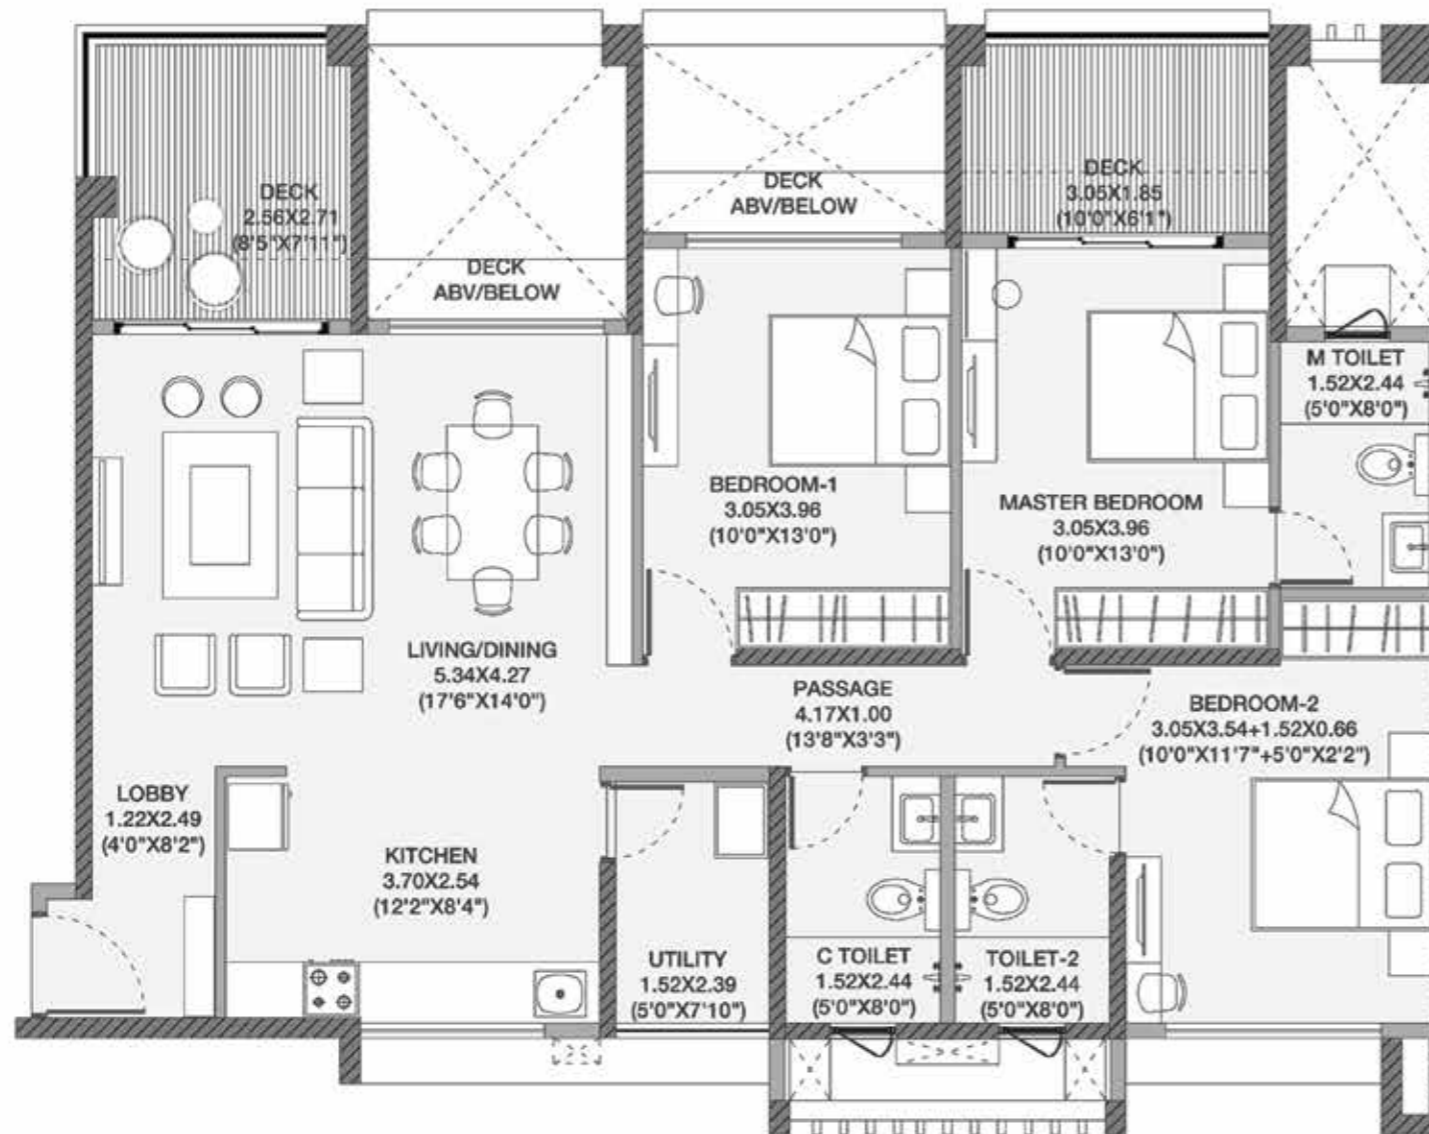 DECK
2.56X2.71
(8'5"X7'11")
DECK
ABV/BELOW
DECK
ABV/BELOW
DECK
3.05X1.85
(10'0"X6'1")
M TOILET
1.52X2.44
(5'0"X8'0")
BEDROOM-1
3.05X3.96
(10'0"X13'0")
MASTER BEDROOM
3.05X3.96
(10'0"X13'0")
LIVING/DINING
5.34X4.27
(17'6"X14'0")
PASSAGE
4.17X1.00
(13'8"X3'3")
BEDROOM-2
3.05X3.54+1.52X0.66
(10'0"X11'7"+5'0"X2'2")
LOBBY
1.22X2.49
(4'0"X8'2")
KITCHEN
3.70X2.54
(12'2"X8'4")
UTILITY
1.52X2.39
(5'0"X7'10")
C TOILET
1.52X2.44
(5'0"X8'0")
TOILET-2
1.52X2.44
(5'0"X8'0")